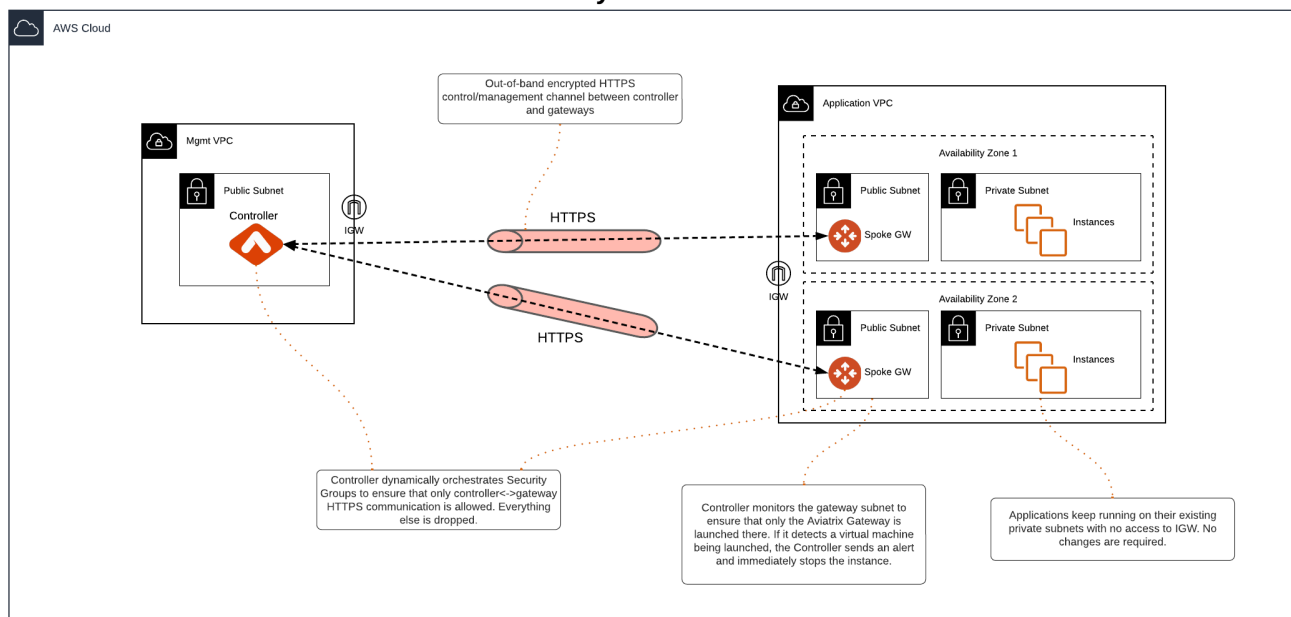 AWS Cloud
Out-of-band encrypted HTTPS
control/management channel between controller
and gateways
Application VPC
Mgmt VPC
Availability Zone 1
Public Subnet
Controller
IGW
HTTPS
Public Subnet
Spoke GW
Private Subnet
Instances
IGW
HTTPS
Availability Zone 2
Public Subnet
Spoke GW
Private Subnet
Instances
Controller dynamically orchestrates Security
Groups to ensure that only controller<->gateway
HTTPS communication is allowed. Everything
else is dropped.
Controller monitors the gateway subnet to
ensure that only the Aviatrix Gateway is
launched there. If it detects a virtual machine
being launched, the Controller sends an alert
and immediately stops the instance.
Applications keep running on their existing
private subnets with no access to IGW. No
changes are required.